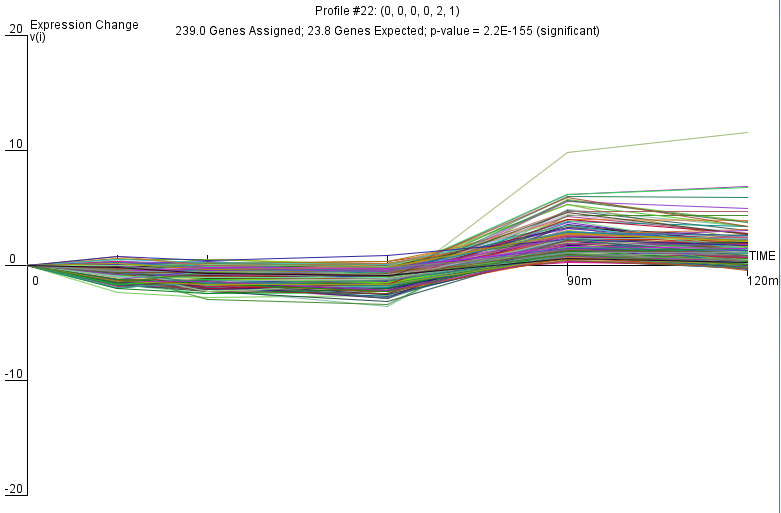 Profile #22: (0, 0, 0, 0, 2, 1)
239.0 Genes Assigned; 23.8 Genes Expected; p-value = 2.2E-155 (significant)
Expression Change
v(i)
20
10
0
-10
-20
0
90m
120m
TIME